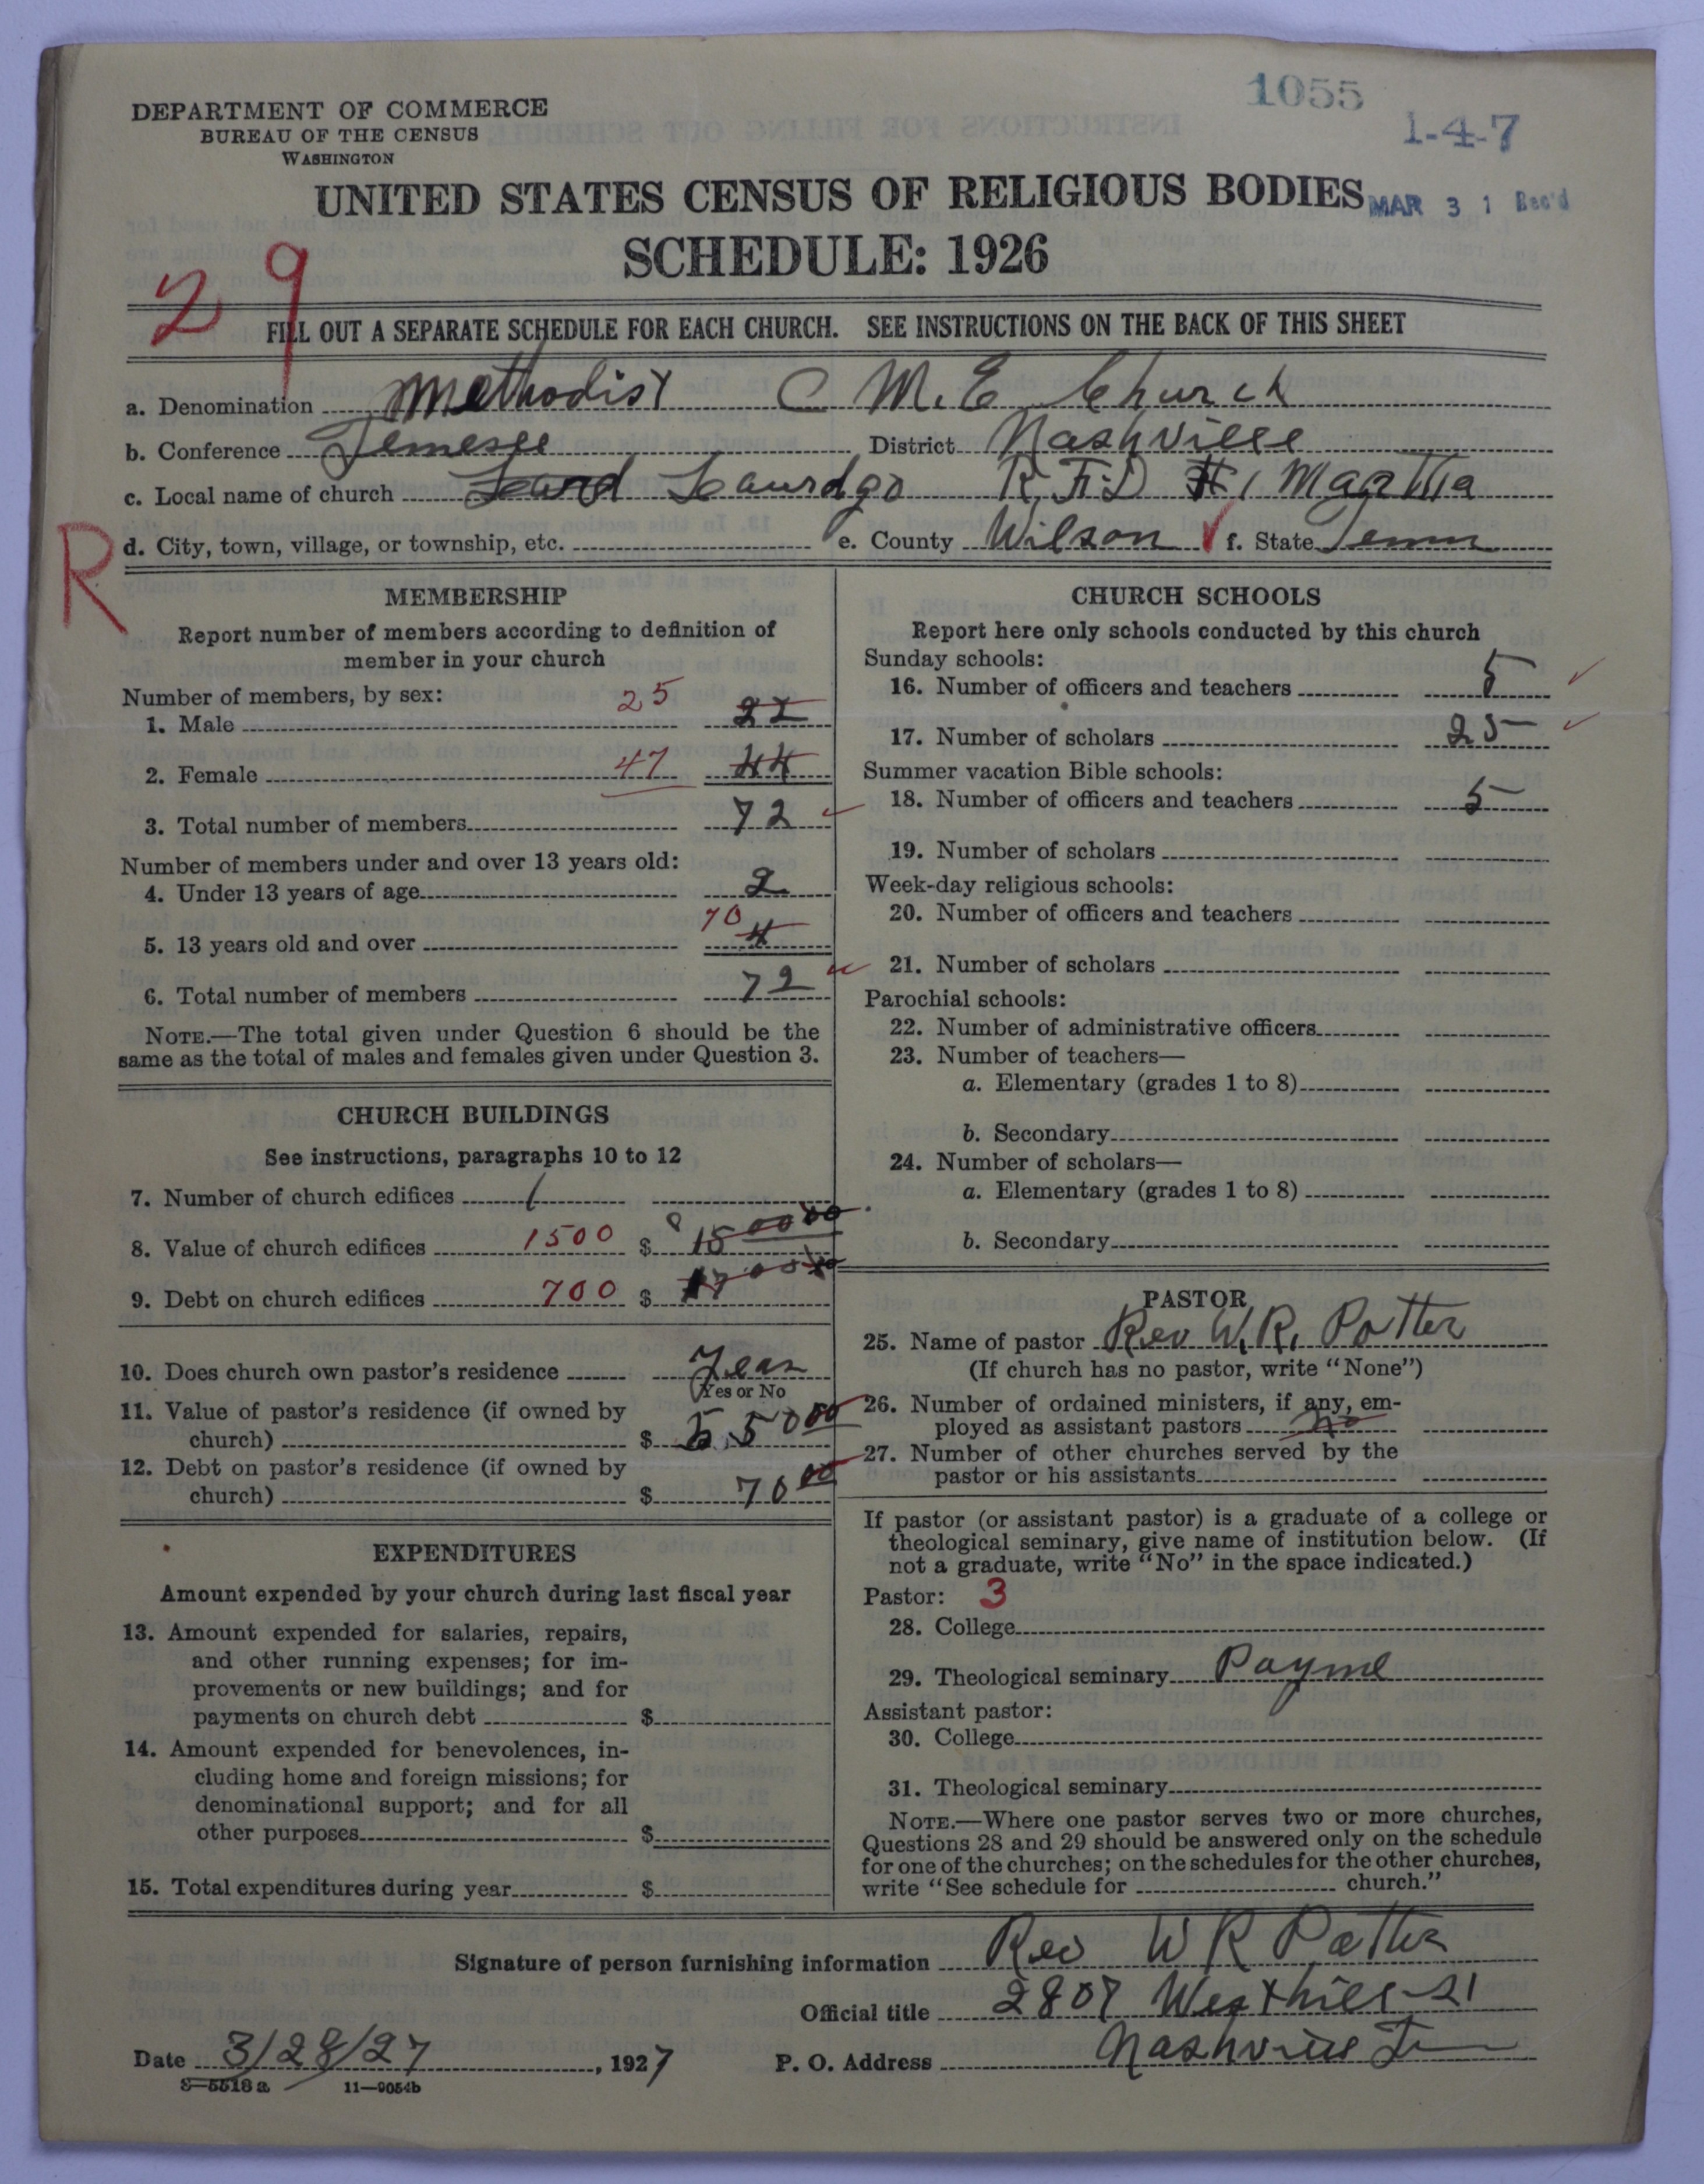 1055
1-4-7
DEPARTMENT OF COMMERCE
BUREAU OF THE CENSUS
WASHINGTON
UNITED STATES CENSUS OF RELIGIOUS BODIES
MAR 31 Rec'd
SCHEDULE: 1926
29
FILL OUT A SEPARATE SCHEDULE FOR EACH CHURCH. SEE INSTRUCTIONS ON THE BACK OF THIS SHEET
a. Denomination Methodist C M.E Church
b. Conference Tennessee District Nashville
c. Local name of church R.F.D #1 Martha
R
d. City, town, village, or township, etc. e. County Wilson f. State Tenn
MEMBERSHIP
Report number of members according to definition of
member in your church
Number of members, by sex:
1. Male 25
2. Female 47 44
3. Total number of members 72
Number of members under and over 13 years old:
4. Under 13 years of age 2
5. 13 years old and over 70 4
6. Total number of members 72
NOTE.—The total given under Question 6 should be the
same as the total of males and females given under Question 3.
CHURCH BUILDINGS
See instructions, paragraphs 10 to 12
7. Number of church edifices 1
8. Value of church edifices 1500 $ 15 00 00
9. Debt on church edifices 700 $
10. Does church own pastor's residence
Yes or No
11. Value of pastor's residence (if owned by
church) $ 550 00
12. Debt on pastor's residence (if owned by
church) $ 70 00
EXPENDITURES
Amount expended by your church during last fiscal year
13. Amount expended for salaries, repairs,
and other running expenses; for im-
provements or new buildings; and for
payments on church debt $
14. Amount expended for benevolences, in-
cluding home and foreign missions; for
denominational support; and for all
other purposes $
15. Total expenditures during year $
CHURCH SCHOOLS
Report here only schools conducted by this church
Sunday schools:
16. Number of officers and teachers 5
17. Number of scholars 25
Summer vacation Bible schools:
18. Number of officers and teachers 5
19. Number of scholars
Week-day religious schools:
20. Number of officers and teachers
21. Number of scholars
Parochial schools:
22. Number of administrative officers
23. Number of teachers—
a. Elementary (grades 1 to 8)
b. Secondary
24. Number of scholars—
a. Elementary (grades 1 to 8)
b. Secondary
PASTOR
25. Name of pastor Rev W.R. Potter
(If church has no pastor, write "None")
26. Number of ordained ministers, if any, em-
ployed as assistant pastors no
27. Number of other churches served by the
pastor or his assistants
If pastor (or assistant pastor) is a graduate of a college or
theological seminary, give name of institution below. (If
not a graduate, write "No" in the space indicated.)
Pastor: 3
28. College
29. Theological seminary Payne
Assistant pastor:
30. College
31. Theological seminary
NOTE.—Where one pastor serves two or more churches,
Questions 28 and 29 should be answered only on the schedule
for one of the churches; on the schedules for the other churches,
write "See schedule for church."
Signature of person furnishing information Rev W R Potter
Official title 2807 Westhill St
Date 3/28/27, 1927 P. O. Address Nashville
8—5518 a 11—9054b